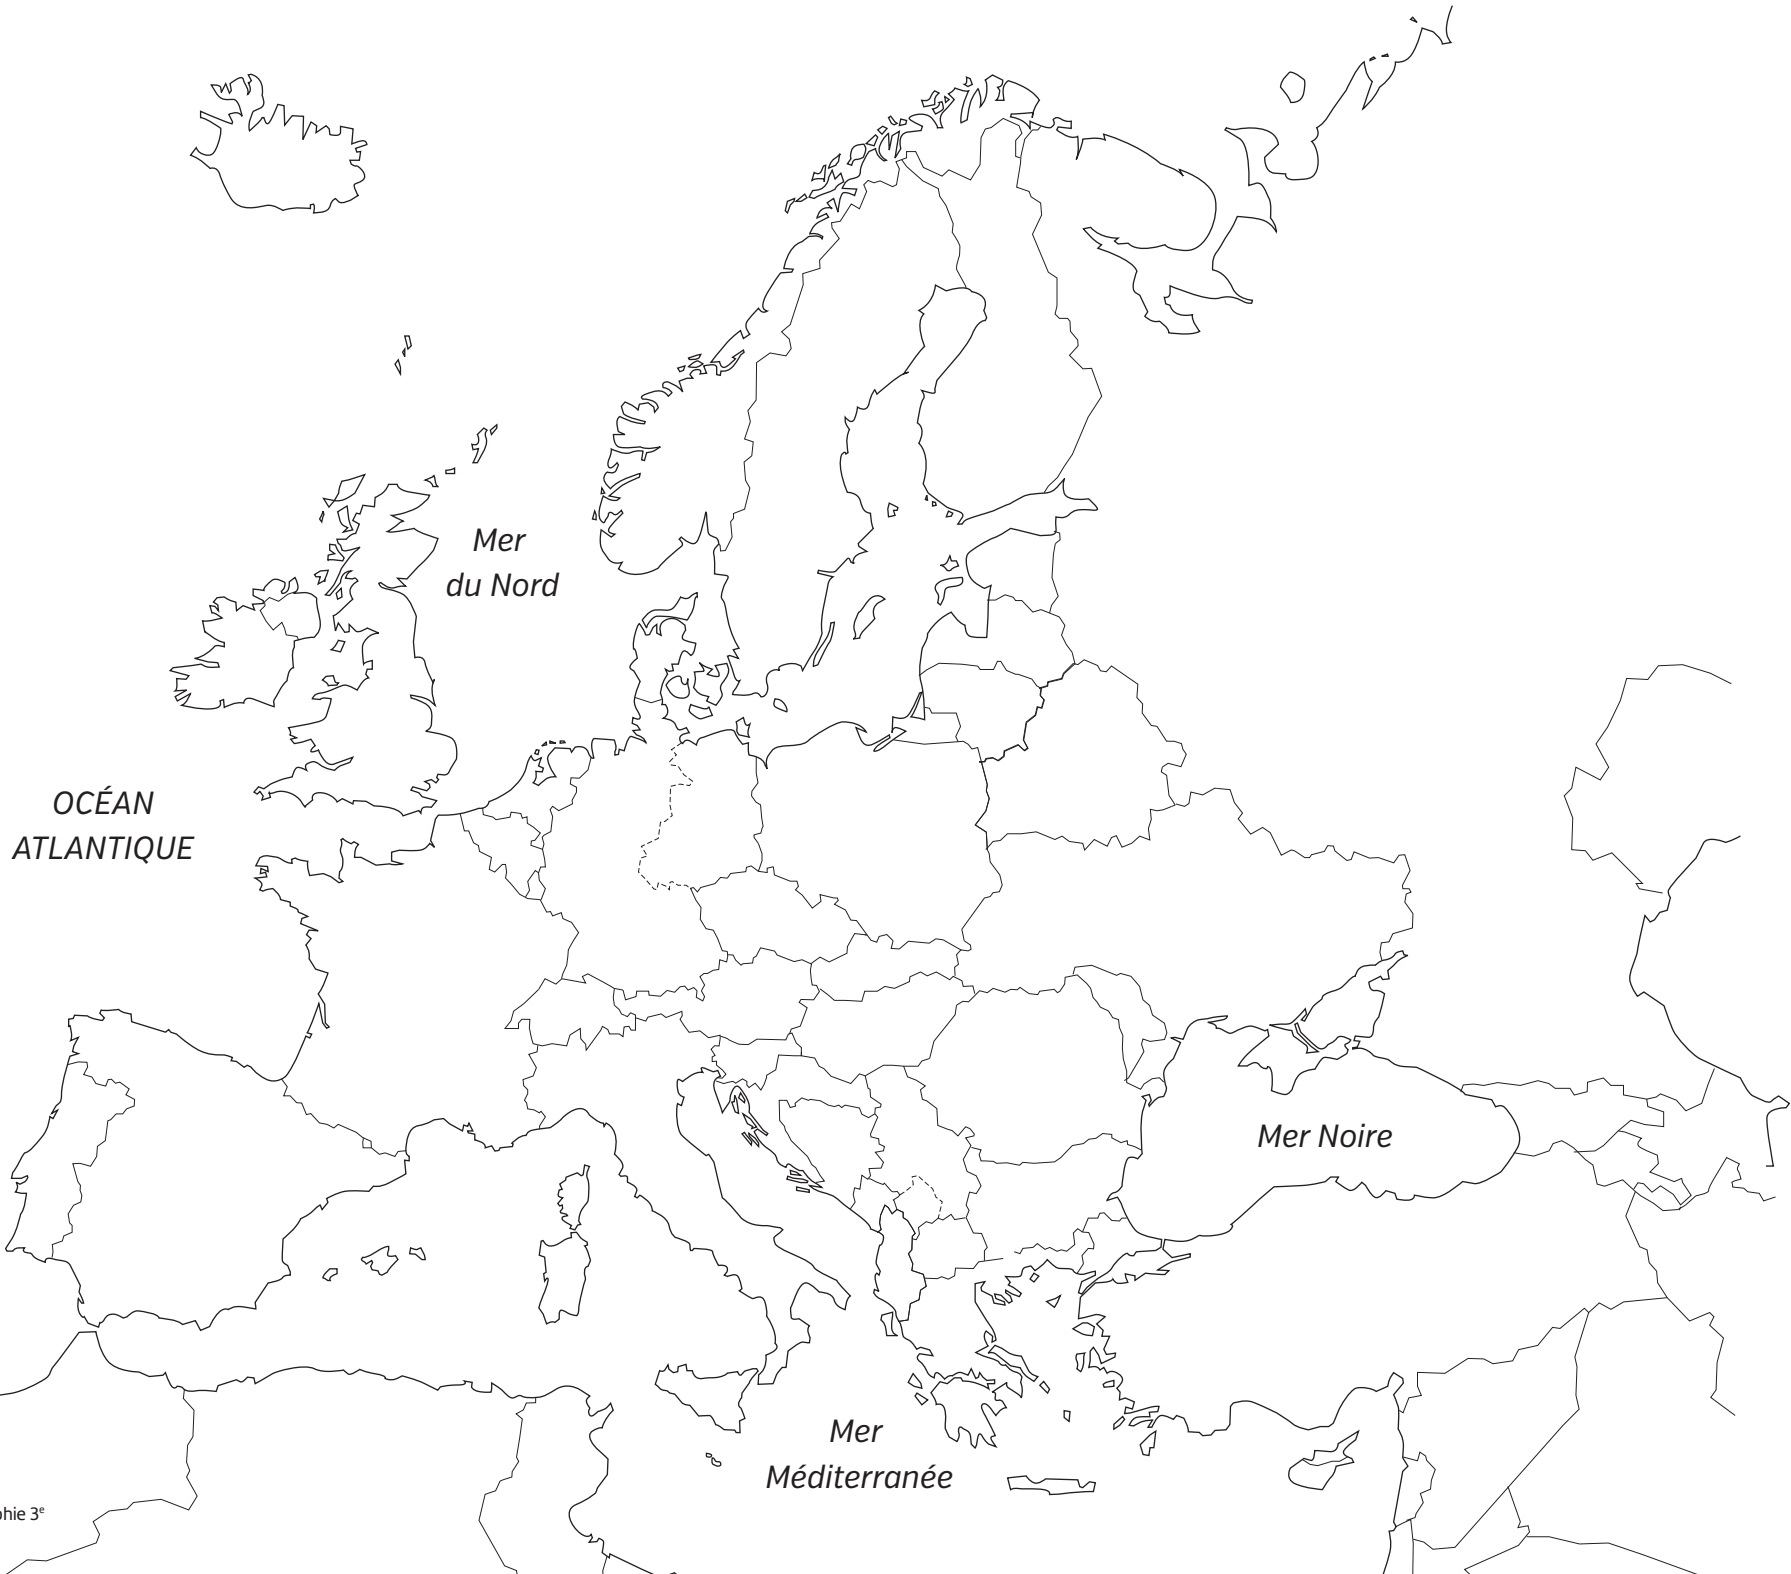 Mer
du Nord
OCÉAN
ATLANTIQUE
Mer Noire
Mer
Méditerranée
phie 3e